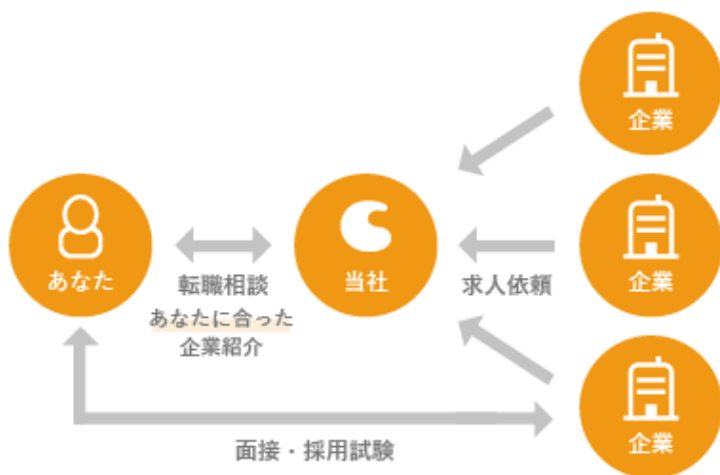 企業
あなた
転職相談
あなたに合った
企業紹介
当社
求人依頼
企業
企業
面接・採用試験